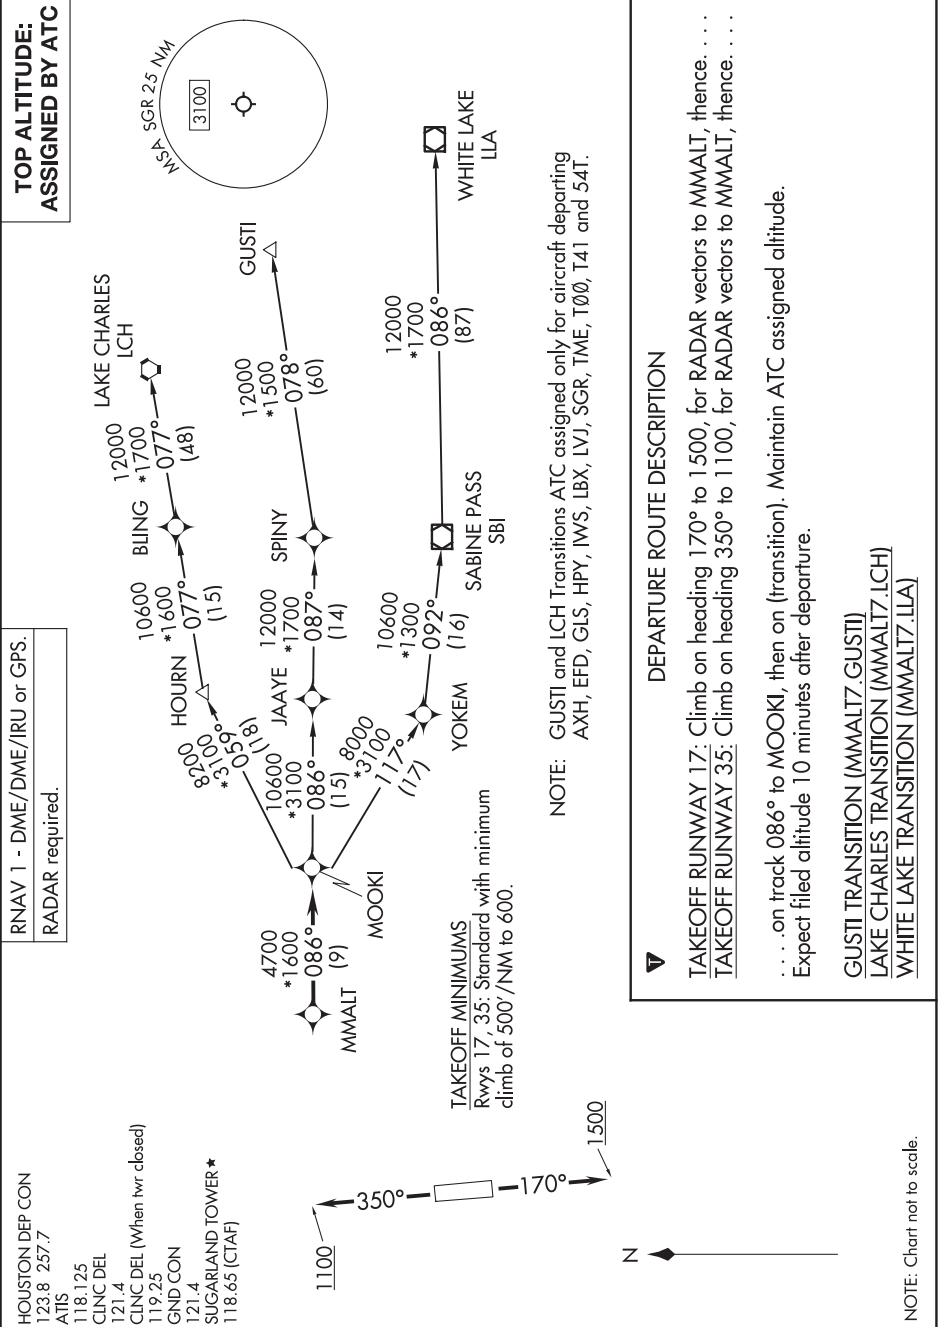 TOP ALTITUDE:
ASSIGNED BY ATC
RNAV 1 - DME/DME/IRU or GPS.
RADAR required.
HOUSTON DEP CON
123.8 257.7
ATIS
118.125
CLNC DEL
121.4
CLNC DEL (When twr closed)
119.25
GND CON
121.4
SUGARLAND TOWER ★
118.65 (CTAF)
MSA SGR 25 NM
3100
LAKE CHARLES
LCH
12000
*1700
077°
(48)
BLING
10600
*1600
077°
(15)
HOURN
8200
*3100
059°
(18)
GUSTI
12000
*1500
078°
(60)
SPINY
12000
*1700
087°
(14)
JAAYE
10600
*3100
086°
(15)
MOOKI
4700
*1600
086°
(9)
MMALT
8000
*3100
117°
(17)
YOKEM
10600
*1300
092°
(16)
SABINE PASS
SBI
12000
*1700
086°
(87)
WHITE LAKE
LLA
TAKEOFF MINIMUMS
Rwys 17, 35: Standard with minimum
climb of 500'/NM to 600.
NOTE: GUSTI and LCH Transitions ATC assigned only for aircraft departing
AXH, EFD, GLS, HPY, IWS, LBX, LVJ, SGR, TME, TØØ, T41 and 54T.
1100
350°
170°
1500
N
NOTE: Chart not to scale.
T
DEPARTURE ROUTE DESCRIPTION
TAKEOFF RUNWAY 17: Climb on heading 170° to 1500, for RADAR vectors to MMALT, thence. . . .
TAKEOFF RUNWAY 35: Climb on heading 350° to 1100, for RADAR vectors to MMALT, thence. . . .
. . . .on track 086° to MOOKI, then on (transition). Maintain ATC assigned altitude.
Expect filed altitude 10 minutes after departure.
GUSTI TRANSITION (MMALT7.GUSTI)
LAKE CHARLES TRANSITION (MMALT7.LCH)
WHITE LAKE TRANSITION (MMALT7.LLA)